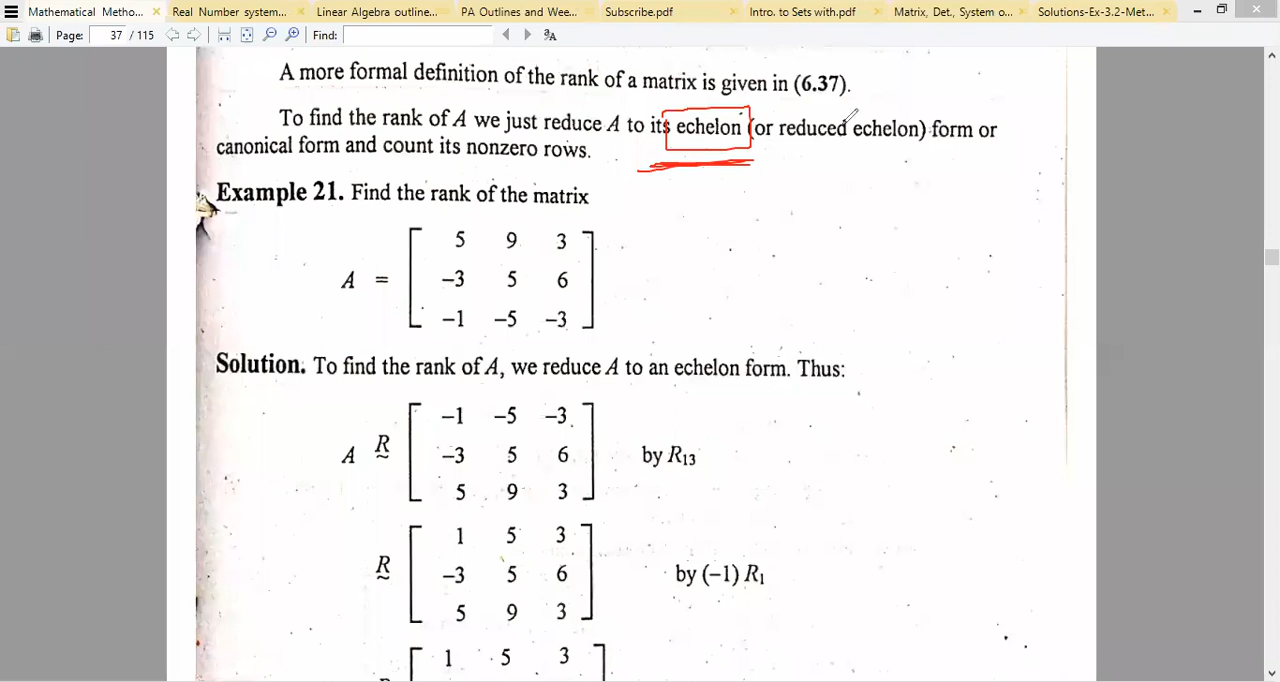 Mathematical Metho... Real Number system... Linear Algebra outline... PA Outlines and Wee... Subscribe.pdf Intro. to Sets with.pdf Matrix, Det., System o... Solutions-Ex-3.2-Met...
Page: 37 / 115 Find:
A more formal definition of the rank of a matrix is given in (6.37).
To find the rank of A we just reduce A to its echelon (or reduced echelon) form or
canonical form and count its nonzero rows.
Example 21. Find the rank of the matrix
5 9 3
A = -3 5 6
-1 -5 -3
Solution. To find the rank of A, we reduce A to an echelon form. Thus:
-1 -5 -3
A R -3 5 6 by R13
5 9 3
1 5 3
R -3 5 6 by (-1) R1
5 9 3
1 5 3